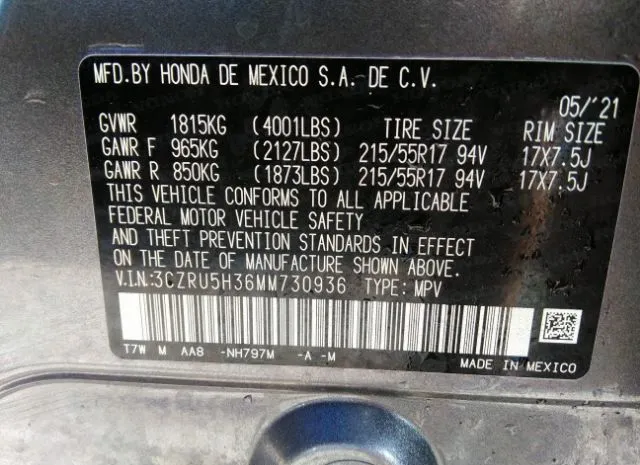 MFD.BY HONDA DE MEXICO S.A. DE C.V.
05/'21
GVWR 1815KG (4001LBS) TIRE SIZE RIM SIZE
GAWR F 965KG (2127LBS) 215/55R17 94V 17X7.5J
GAWR R 850KG (1873LBS) 215/55R17 94V 17X7.5J
THIS VEHICLE CONFORMS TO ALL APPLICABLE
FEDERAL MOTOR VEHICLE SAFETY
AND THEFT PREVENTION STANDARDS IN EFFECT
ON THE DATE OF MANUFACTURE SHOWN ABOVE.
V.I.N:3CZRU5H36MM730936 TYPE: MPV
T7W M AA8 -NH797M -A -M
MADE IN MEXICO